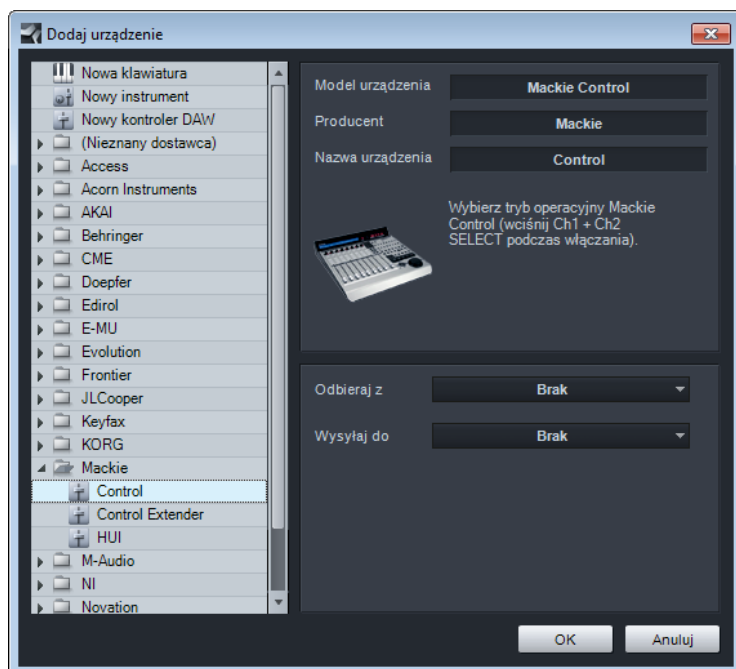 Dodaj urządzenie
Nowa klawiatura
Nowy instrument
Nowy kontroler DAW
(Nieznany dostawca)
Access
Acorn Instruments
AKAI
Behringer
CME
Doepfer
Edirol
E-MU
Evolution
Frontier
JLCooper
Keyfax
KORG
Mackie
Control
Control Extender
HUI
M-Audio
NI
Novation
Model urządzenia Mackie Control
Producent Mackie
Nazwa urządzenia Control
Wybierz tryb operacyjny Mackie
Control (wciśnij Ch1 + Ch2
SELECT podczas włączania).
Odbieraj z Brak
Wysyłaj do Brak
OK Anuluj